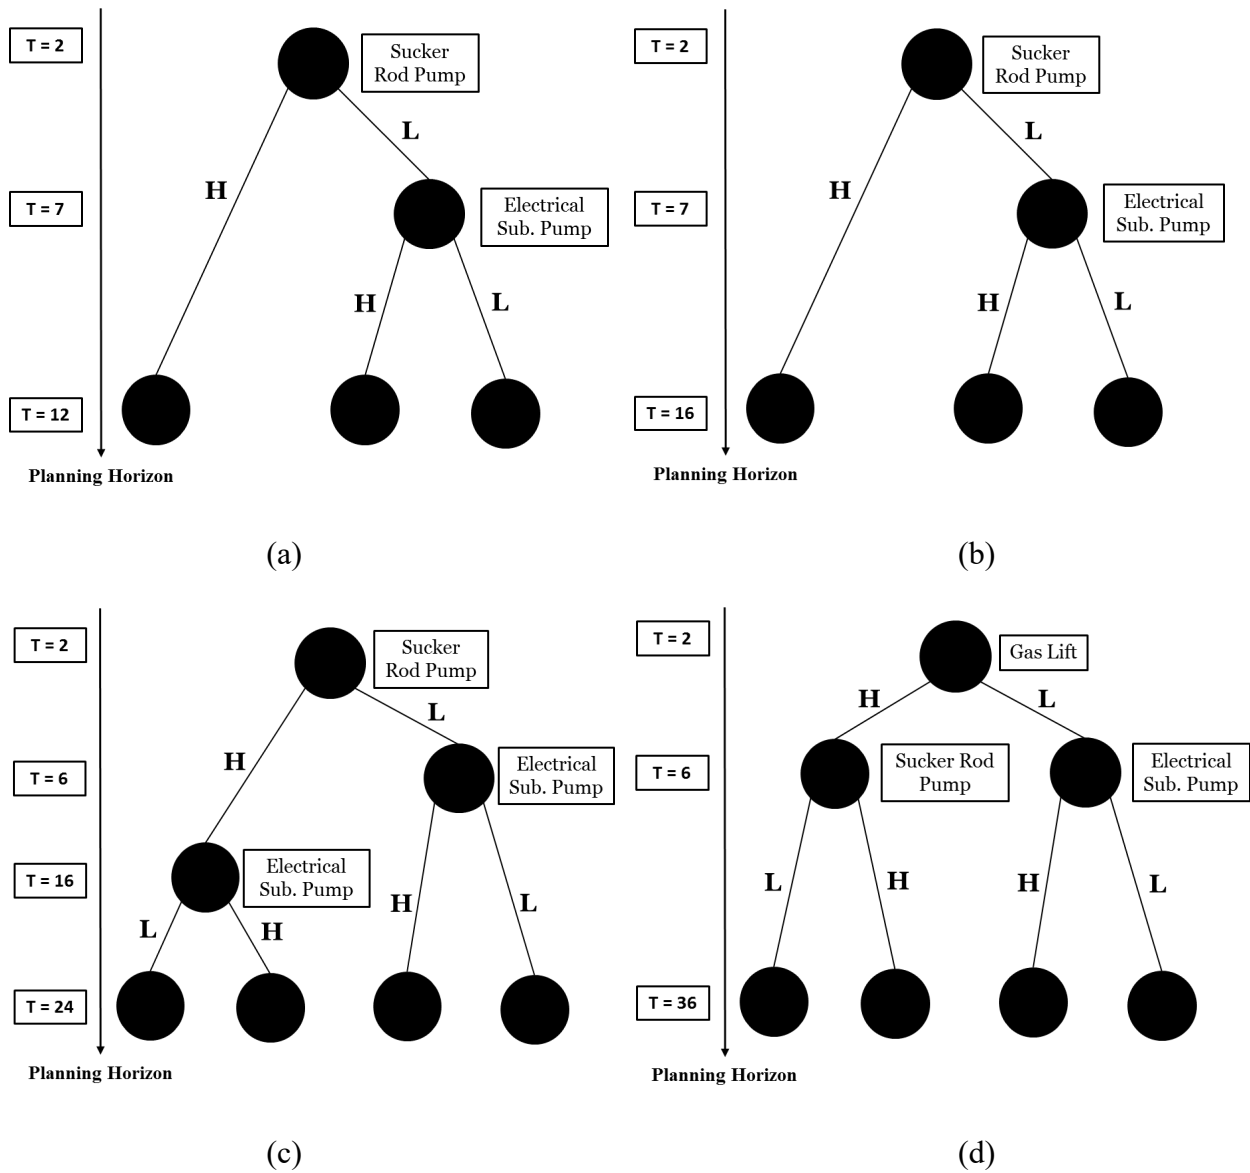 T = 2
Sucker
Rod Pump
L
H
T = 7
Electrical
Sub. Pump
H
L
T = 12
Planning Horizon
(a)
T = 2
Sucker
Rod Pump
L
H
T = 7
Electrical
Sub. Pump
H
L
T = 16
Planning Horizon
(b)
T = 2
Sucker
Rod Pump
L
H
T = 6
Electrical
Sub. Pump
T = 16
Electrical
Sub. Pump
L
H
H
L
T = 24
Planning Horizon
(c)
T = 2
Gas Lift
H
L
T = 6
Sucker Rod
Pump
Electrical
Sub. Pump
L
H
H
L
T = 36
Planning Horizon
(d)